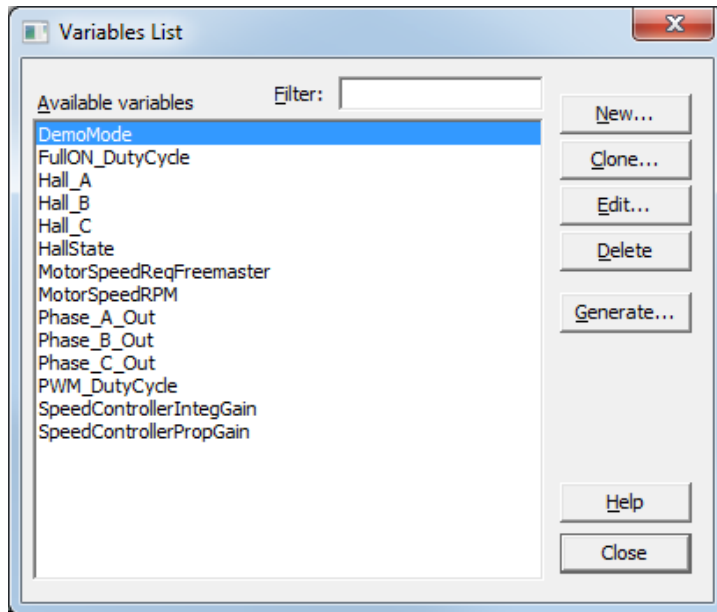 Variables List
x
Available variables
Filter:
New...
Clone...
Edit...
Delete
Generate...
DemoMode
FullON_DutyCycle
Hall_A
Hall_B
Hall_C
HallState
MotorSpeedReqFreemaster
MotorSpeedRPM
Phase_A_Out
Phase_B_Out
Phase_C_Out
PWM_DutyCycle
SpeedControllerIntegGain
SpeedControllerPropGain
Help
Close